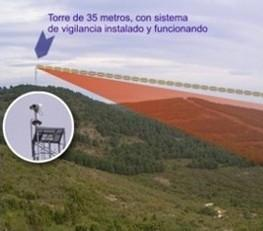 Torre de 35 metros, con sistema
de vigilancia instalado y funcionando